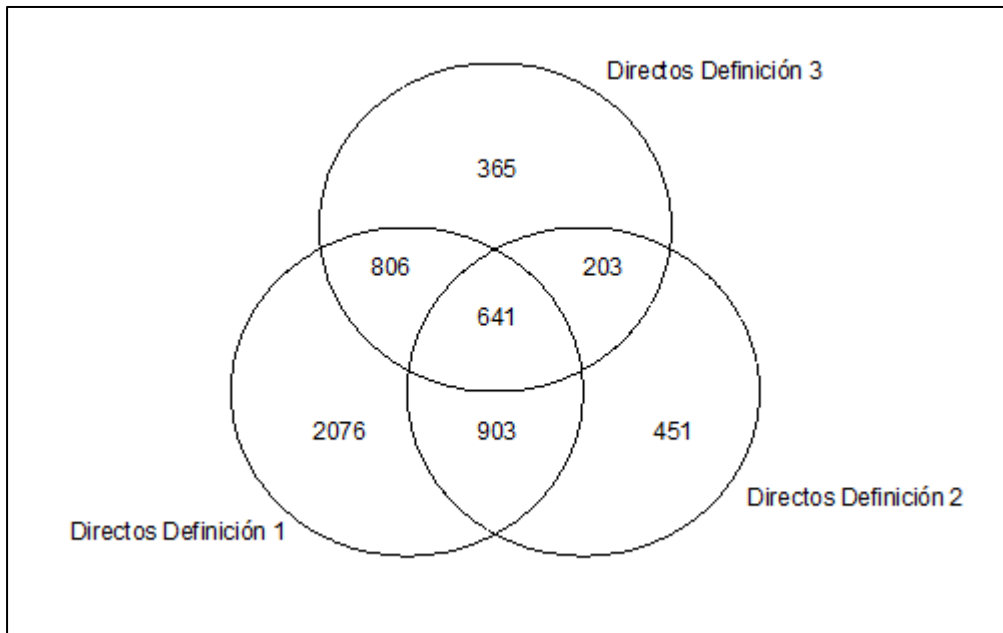 Directos Definición 3
365
806
203
641
2076
903
451
Directos Definición 2
Directos Definición 1